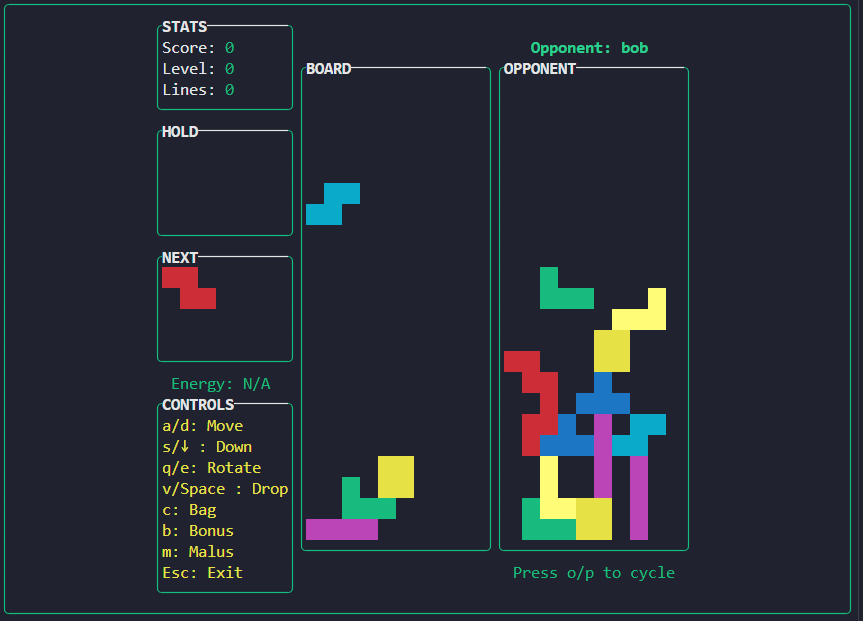 STATS
Score: 0
Level: 0
Lines: 0
HOLD
NEXT
Energy: N/A
CONTROLS
a/d: Move
s/↓ : Down
q/e: Rotate
v/Space : Drop
c: Bag
b: Bonus
m: Malus
Esc: Exit
BOARD
Opponent: bob
OPPONENT
Press o/p to cycle